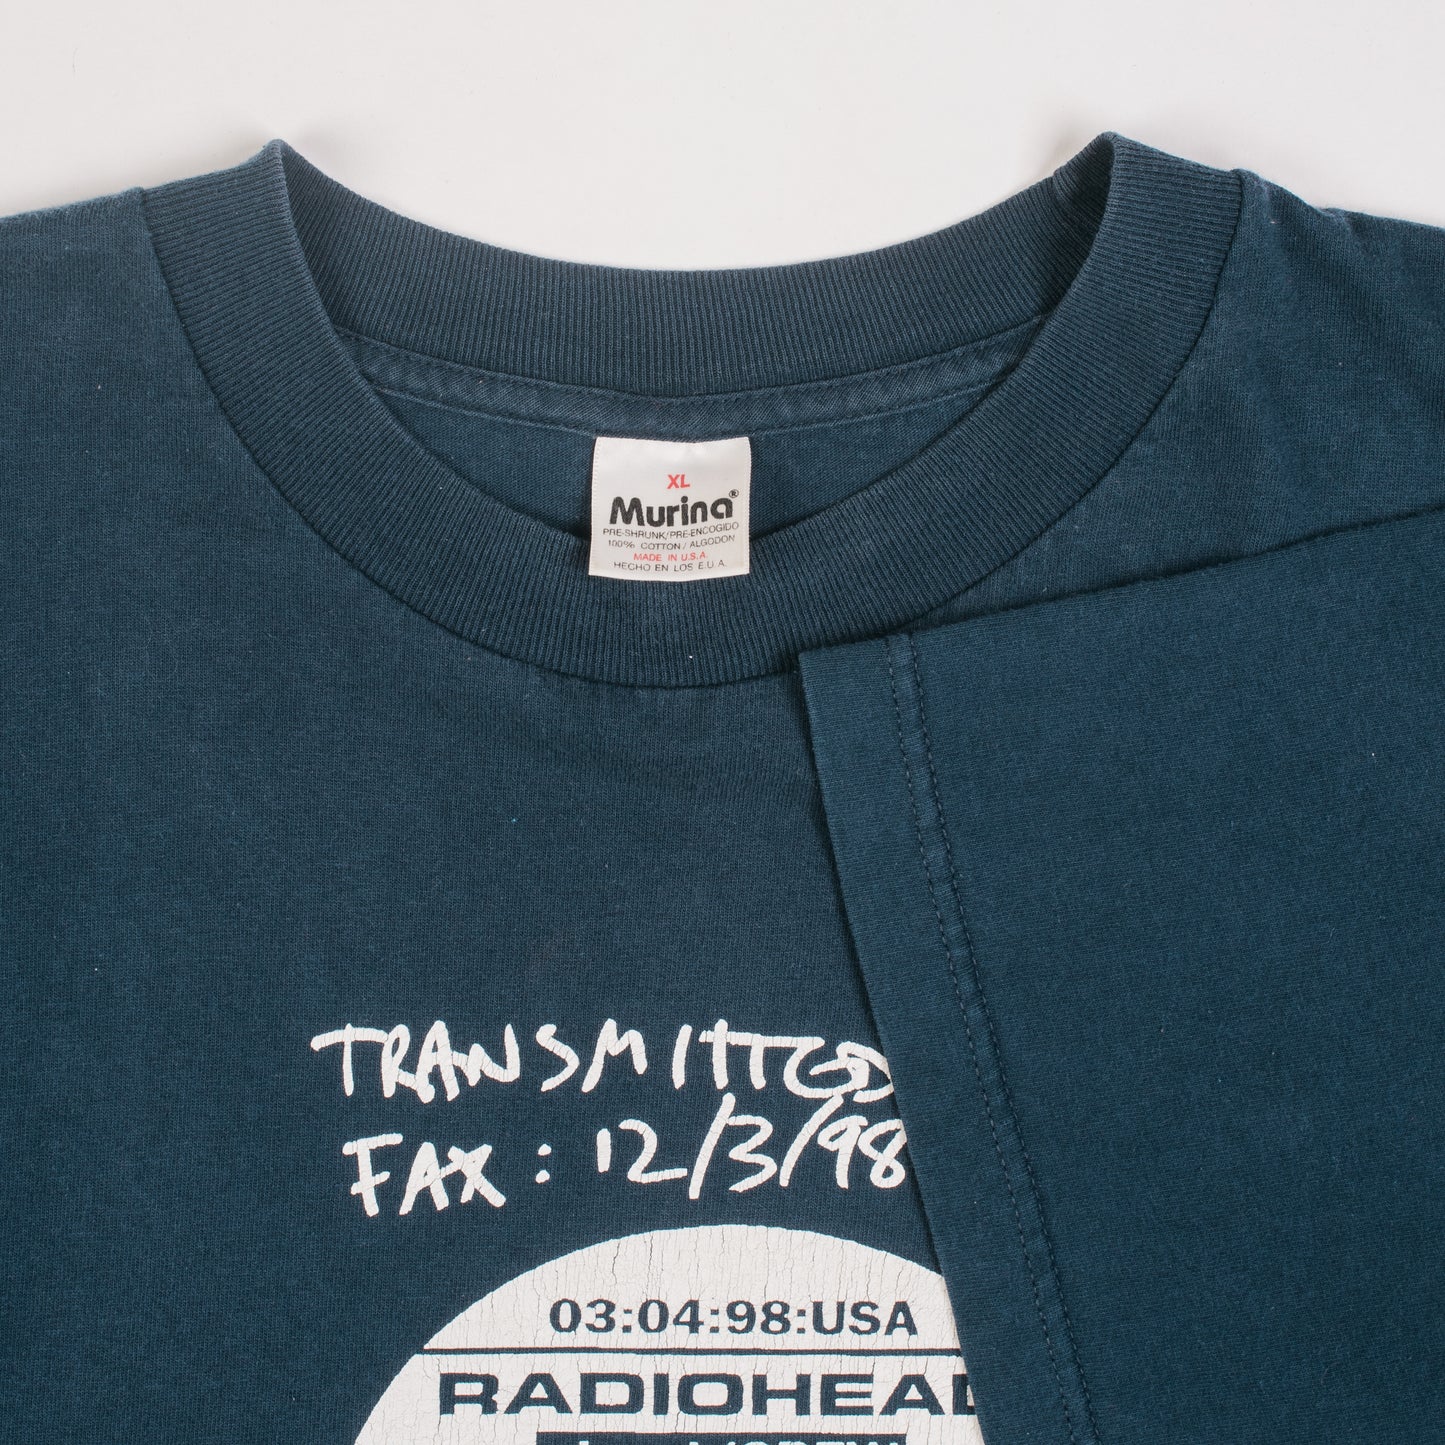 XL
Murina®
PRE-SHRUNK/PRE-ENCOGIDO
100% COTTON / ALGODON
MADE IN U.S.A.
HECHO EN LOS E.U.A.
TRANSMITTED
FAX: 12/3/98
03:04:98:USA
RADIOHEAD